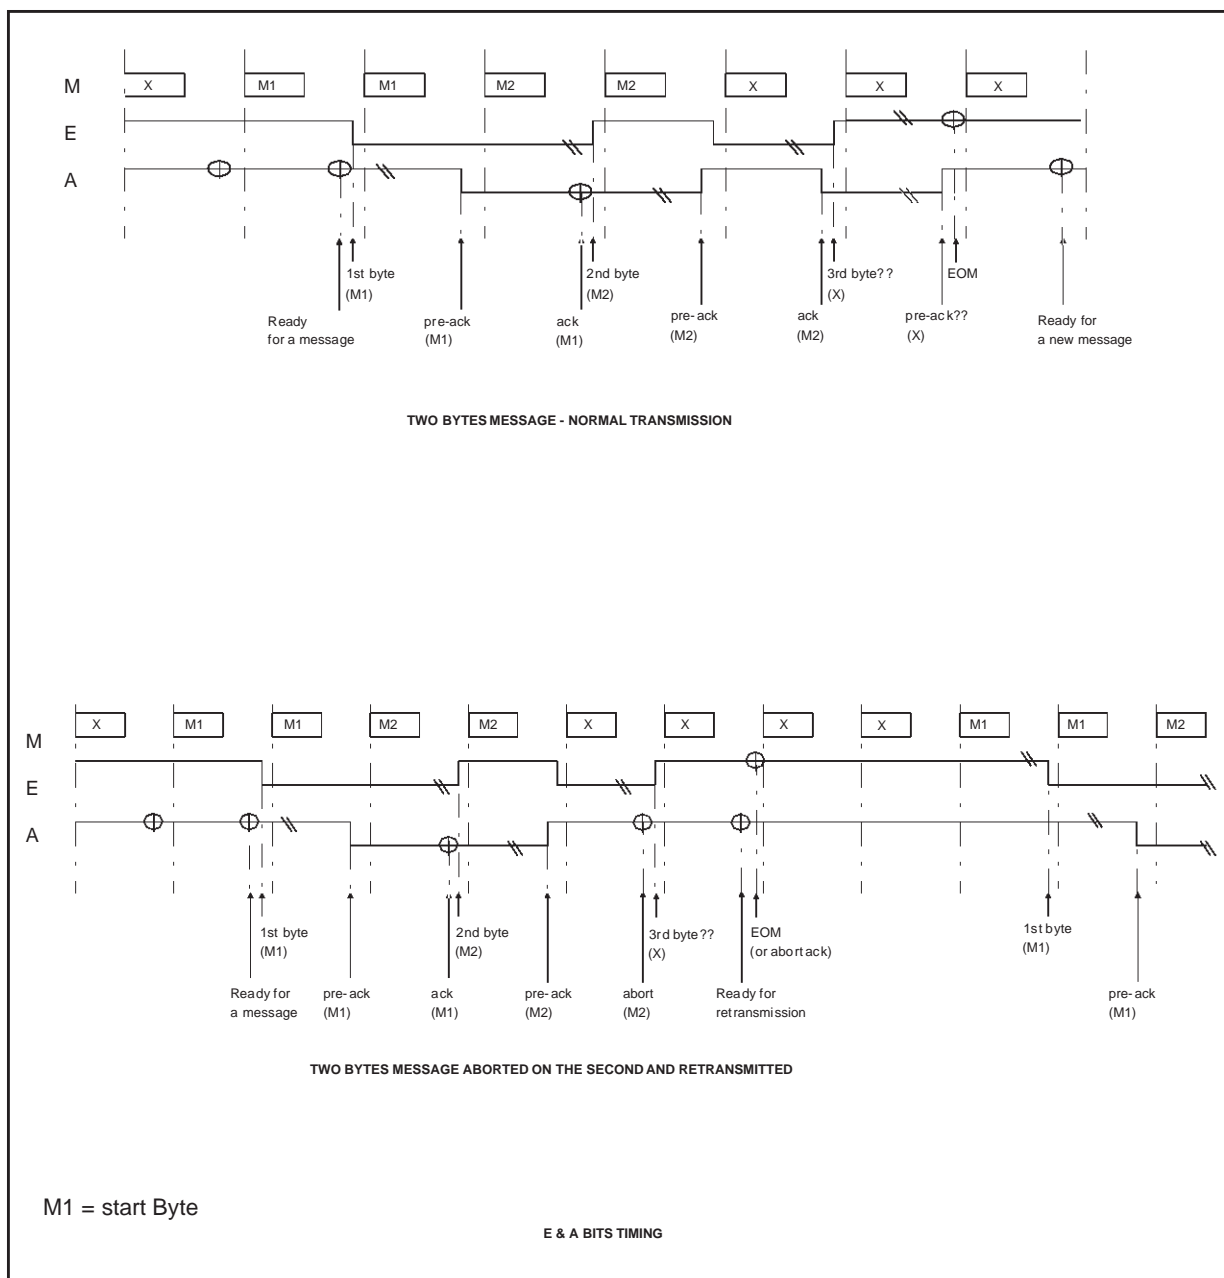 M
X
M1
M1
M2
M2
X
X
X
E
A
1st byte
(M1)
2nd byte
(M2)
3rd byte??
(X)
EOM
Ready
for a message
pre-ack
(M1)
ack
(M1)
pre-ack
(M2)
ack
(M2)
pre-ack??
(X)
Ready for
a new message
TWO BYTES MESSAGE - NORMAL TRANSMISSION
X
M1
M1
M2
M2
X
X
X
X
M1
M1
M2
M
E
A
1st byte
(M1)
2nd byte
(M2)
3rd byte??
(X)
EOM
(or abort ack)
1st byte
(M1)
Ready for
a message
pre-ack
(M1)
ack
(M1)
pre-ack
(M2)
abort
(M2)
Ready for
retransmission
pre-ack
(M1)
TWO BYTES MESSAGE ABORTED ON THE SECOND AND RETRANSMITTED
M1 = start Byte
E & A BITS TIMING